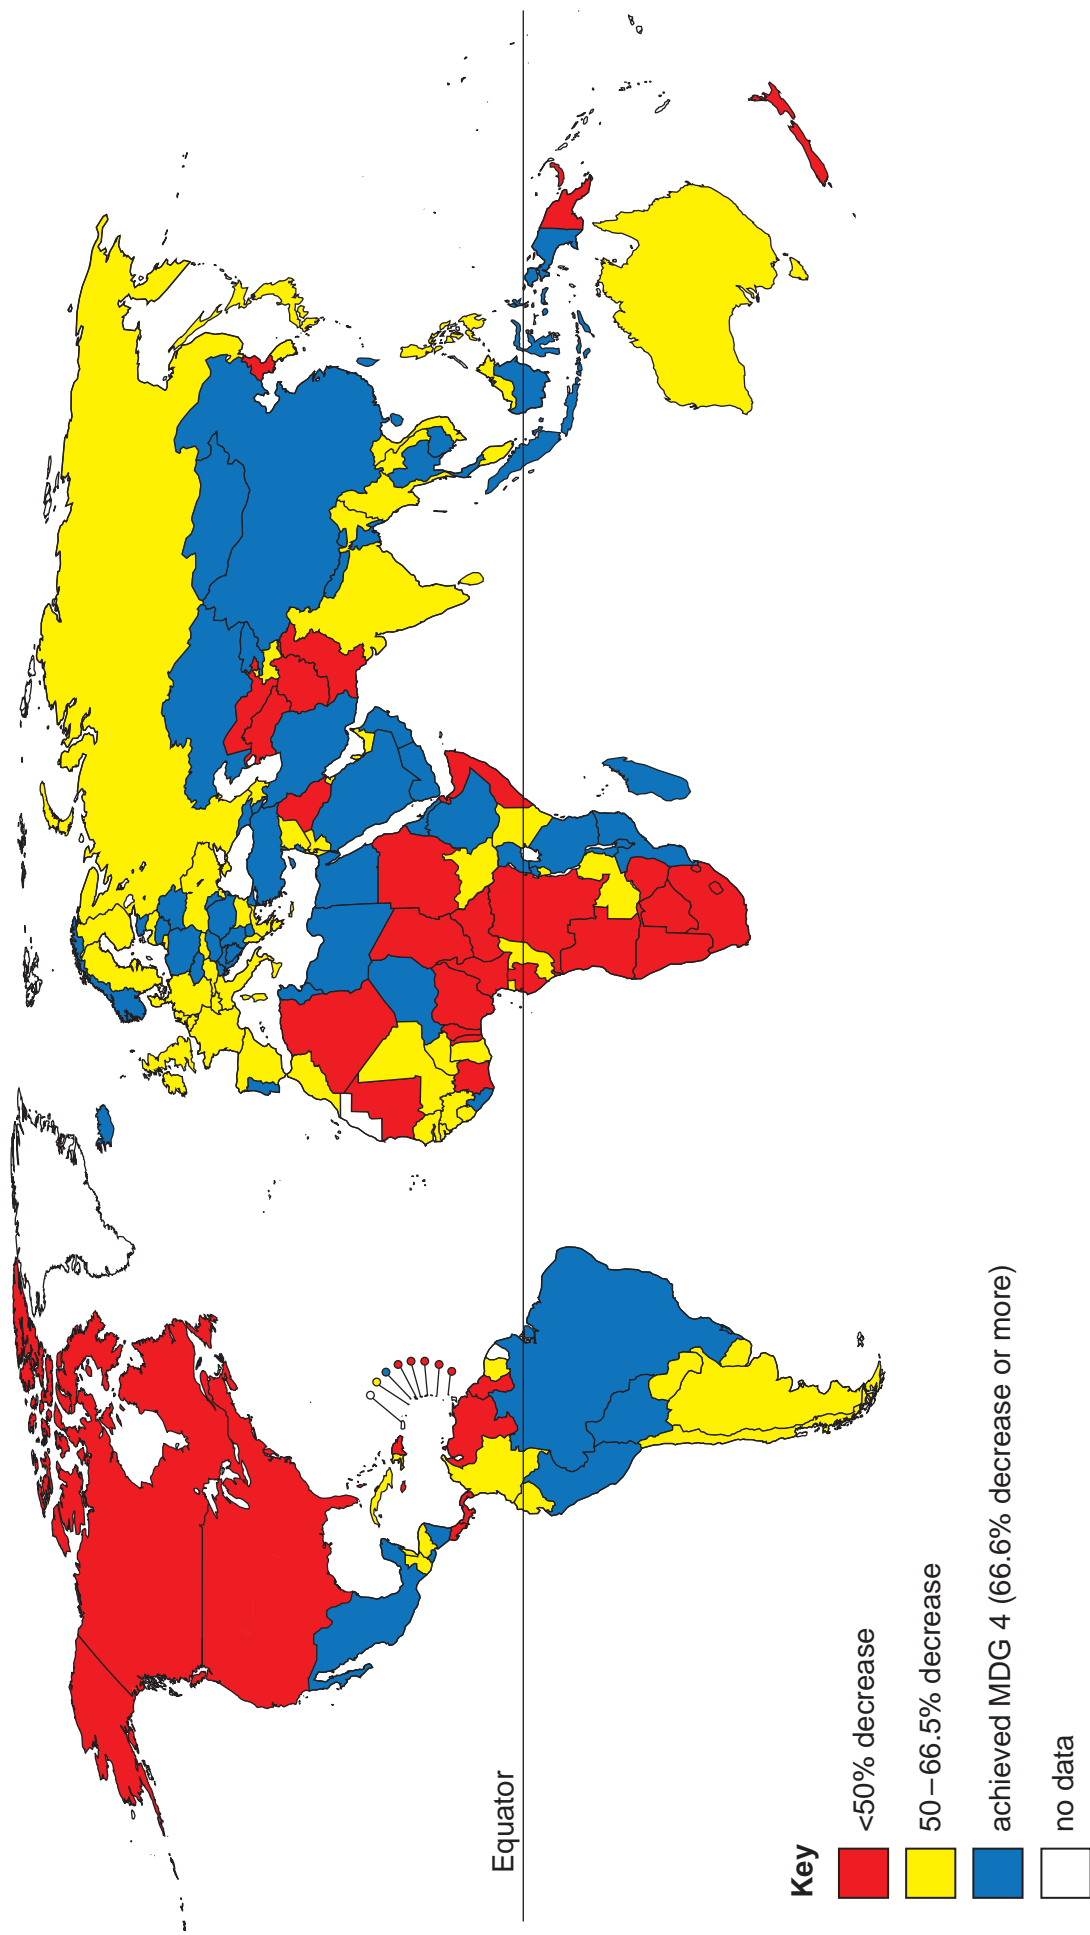 Equator
Key
<50% decrease
50–66.5% decrease
achieved MDG 4 (66.6% decrease or more)
no data